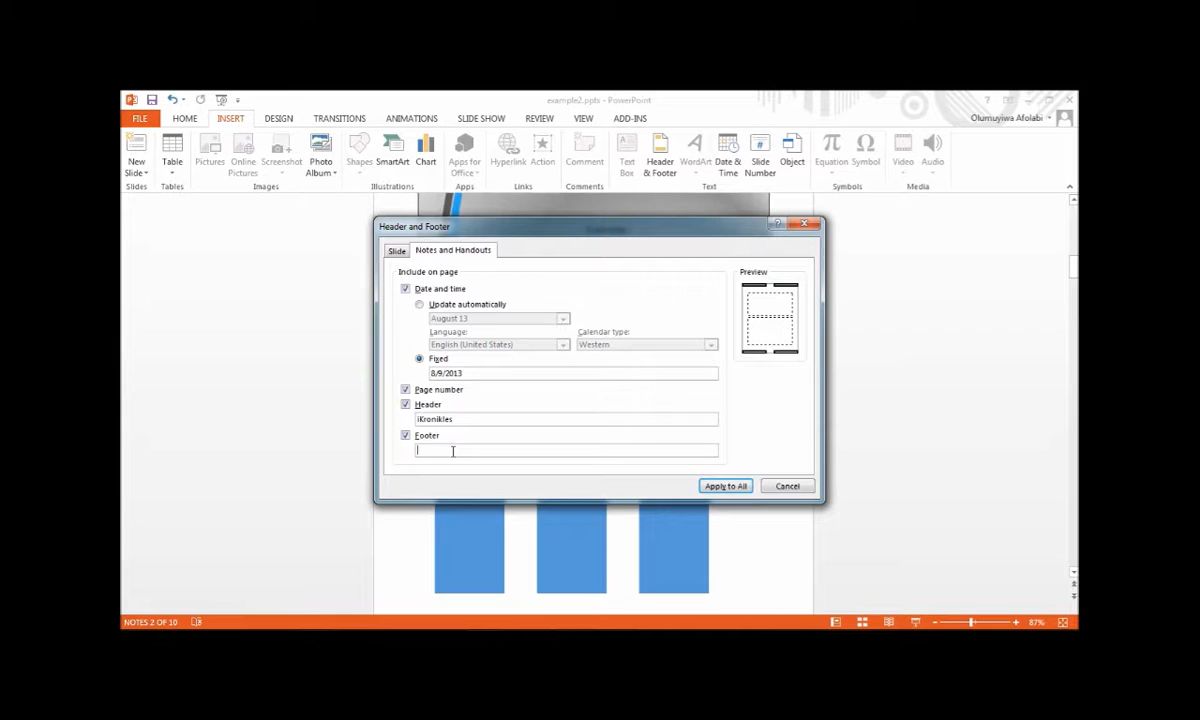 example2.pptx - PowerPoint
FILE HOME INSERT DESIGN TRANSITIONS ANIMATIONS SLIDE SHOW REVIEW VIEW ADD-INS Olumuyiwa Afolabi
New Slide Table Pictures Online Pictures Screenshot Photo Album Shapes SmartArt Chart Apps for Office Hyperlink Action Comment Text Box Header & Footer WordArt Date & Time Slide Number Object Equation Symbol Video Audio
Slides Tables Images Illustrations Apps Links Comments Text Symbols Media
Header and Footer
Slide Notes and Handouts
Include on page
Preview
Date and time
Update automatically
August 13
Language: Calendar type:
English (United States) Western
Fixed
8/9/2013
Page number
Header
iKronikles
Footer
Apply to All Cancel
NOTES 2 OF 10 87%